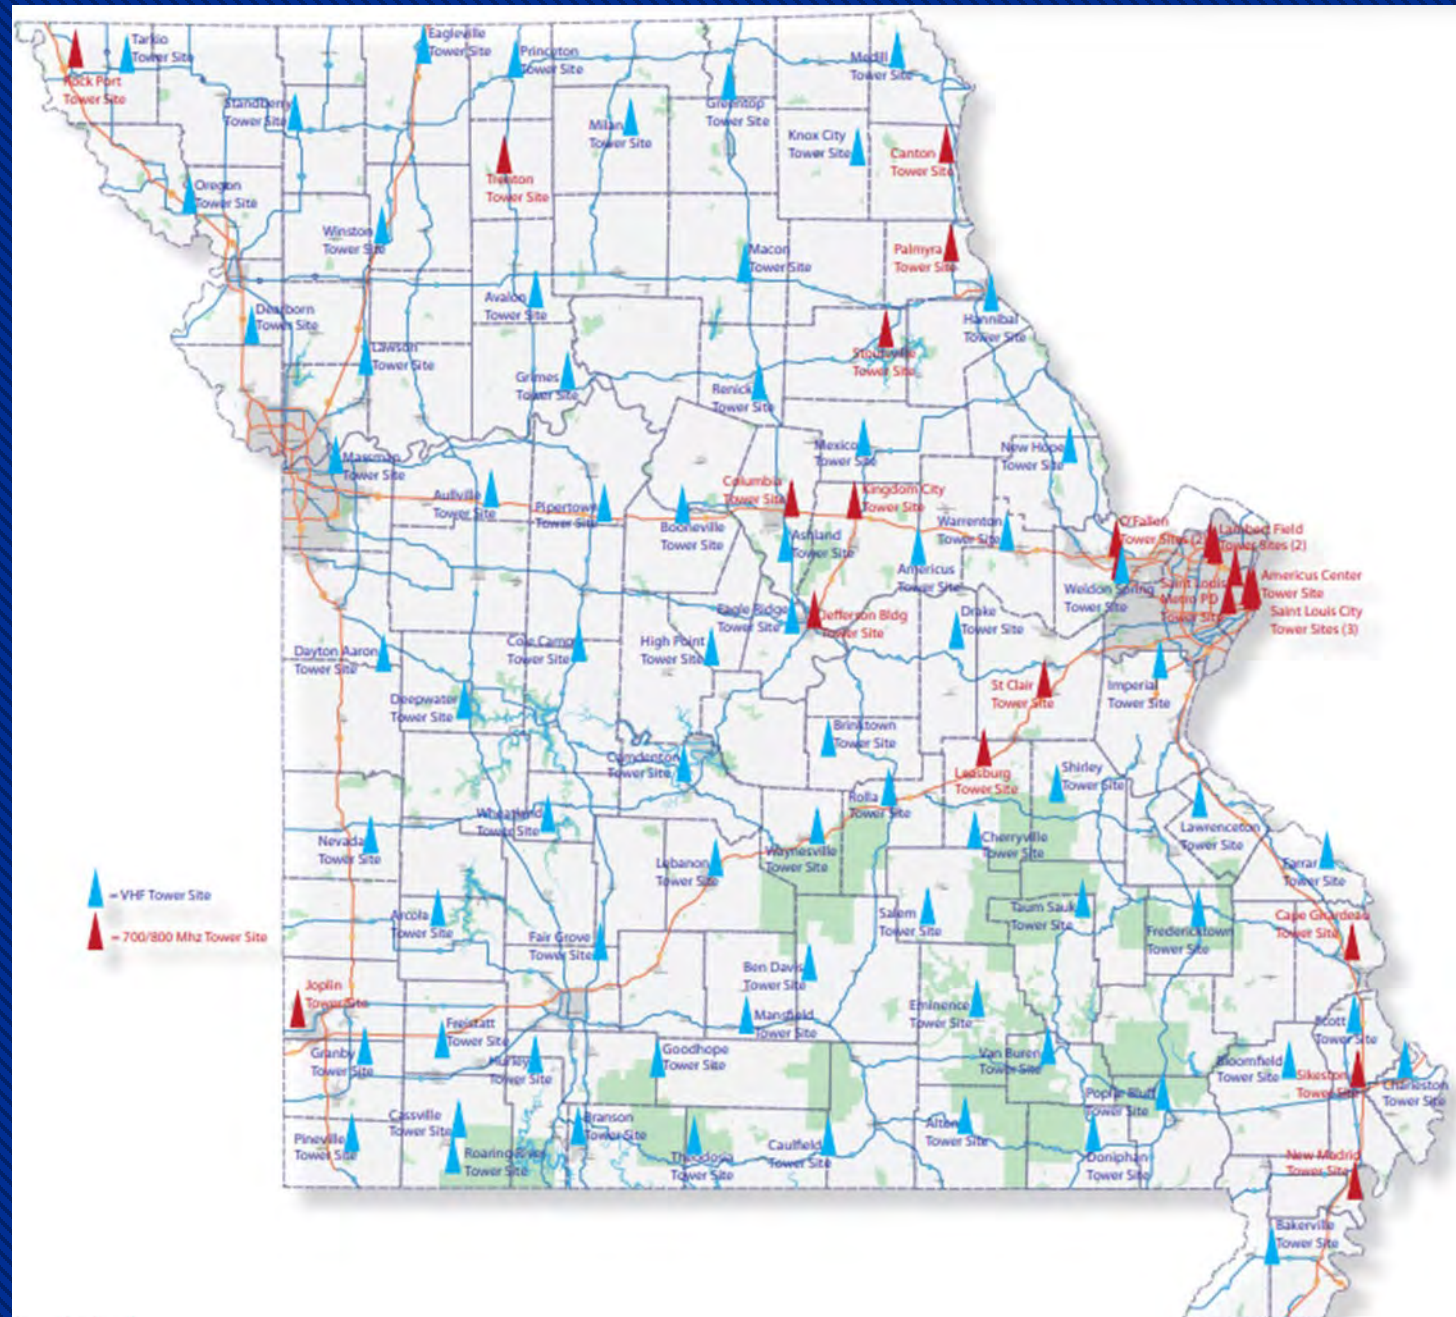 Tarkio
Tower Site
Rock Port
Tower Site
Eagleville
Tower Site
Princeton
Tower Site
Medill
Tower Site
Standberry
Tower Site
Milan
Tower Site
Greentop
Tower Site
Knox City
Tower Site
Canton
Tower Site
Trenton
Tower Site
Oregon
Tower Site
Winston
Tower Site
Macon
Tower Site
Palmyra
Tower Site
Avalon
Tower Site
Hannibal
Tower Site
Dearborn
Tower Site
Lawson
Tower Site
Stoutsville
Tower Site
Grimes
Tower Site
Renick
Tower Site
Mexico
Tower Site
New Hope
Tower Site
Massman
Tower Site
Aullville
Tower Site
Pipertown
Tower Site
Booneville
Tower Site
Columbia
Tower Site
Kingdom City
Tower Site
Ashland
Tower Site
Warrenton
Tower Site
Americus
Tower Site
O'Fallen
Tower Sites (2)
Lambert Field
Tower Sites (2)
Weldon Spring
Tower Site
Saint Louis
Metro PD
Tower Site
Americus Center
Tower Site
Saint Louis City
Tower Sites (3)
Eagle Ridge
Tower Site
Jefferson Bldg
Tower Site
Drake
Tower Site
Dayton Aaron
Tower Site
Cole Camp
Tower Site
High Point
Tower Site
St Clair
Tower Site
Imperial
Tower Site
Deepwater
Tower Site
Brinktown
Tower Site
Camdenton
Tower Site
Leasburg
Tower Site
Shirley
Tower Site
Rolla
Tower Site
Wheatland
Tower Site
Nevada
Tower Site
Waynesville
Tower Site
Cherryville
Tower Site
Lawrenceton
Tower Site
Lebanon
Tower Site
Farrar
Tower Site
= VHF Tower Site
= 700/800 Mhz Tower Site
Arcola
Tower Site
Salem
Tower Site
Taum Sauk
Tower Site
Fredericktown
Tower Site
Cape Girardeau
Tower Site
Fair Grove
Tower Site
Ben Davis
Tower Site
Joplin
Tower Site
Eminence
Tower Site
Mansfield
Tower Site
Freistatt
Tower Site
Scott
Tower Site
Granby
Tower Site
Hurley
Tower Site
Goodhope
Tower Site
Van Buren
Tower Site
Bloomfield
Tower Site
Sikeston
Tower Site
Charleston
Tower Site
Poplar Bluff
Tower Site
Cassville
Tower Site
Branson
Tower Site
Alton
Tower Site
Pineville
Tower Site
Roaring River
Tower Site
Theodosia
Tower Site
Caulfield
Tower Site
Doniphan
Tower Site
New Madrid
Tower Site
Bakerville
Tower Site